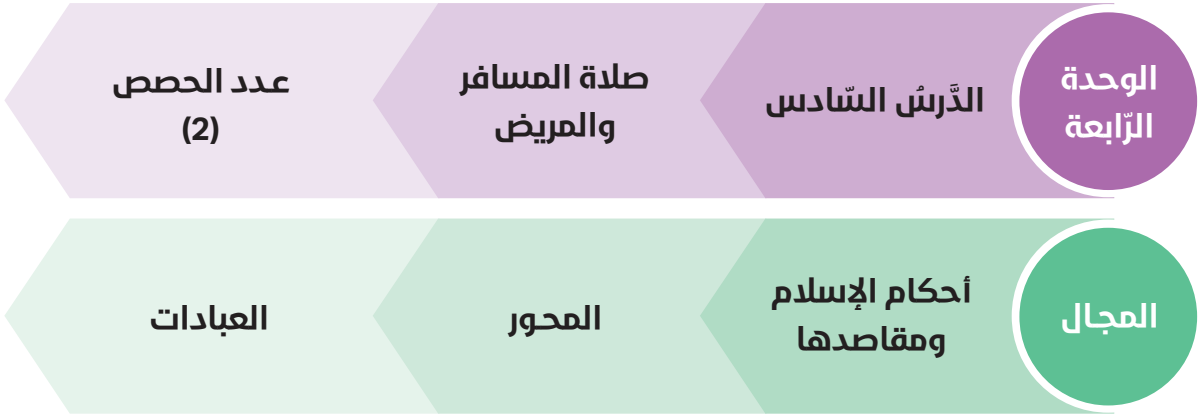 الوحدة
الرّابعة
الدَّرسُ السّادس
صلاة المسافر
والمريض
عدد الحصص
(2)
المجال
أحكام الإسلام
ومقاصدها
المحور
العبادات